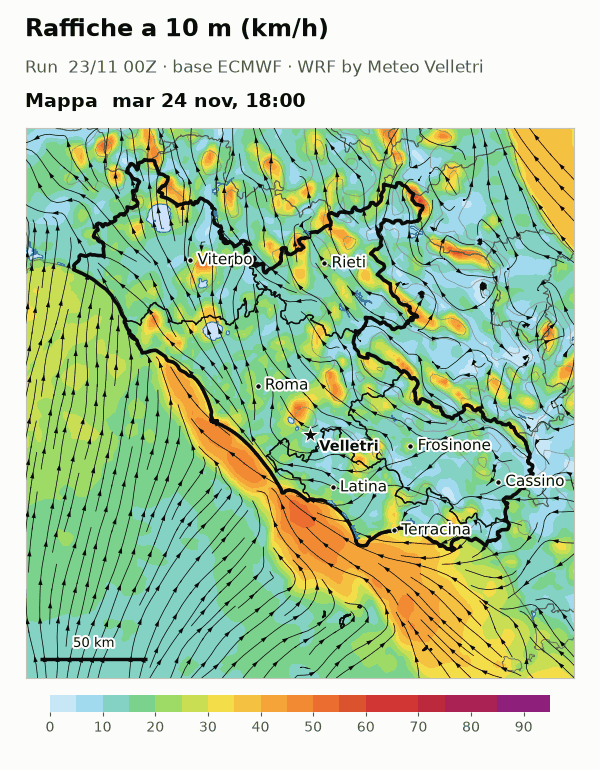 Raffiche a 10 m (km/h)
Run  23/11 00Z · base ECMWF · WRF by Meteo Velletri
Mappa  mar 24 nov, 18:00
Viterbo
Rieti
Roma
Velletri
Frosinone
Cassino
Latina
Terracina
50 km
0 10 20 30 40 50 60 70 80 90